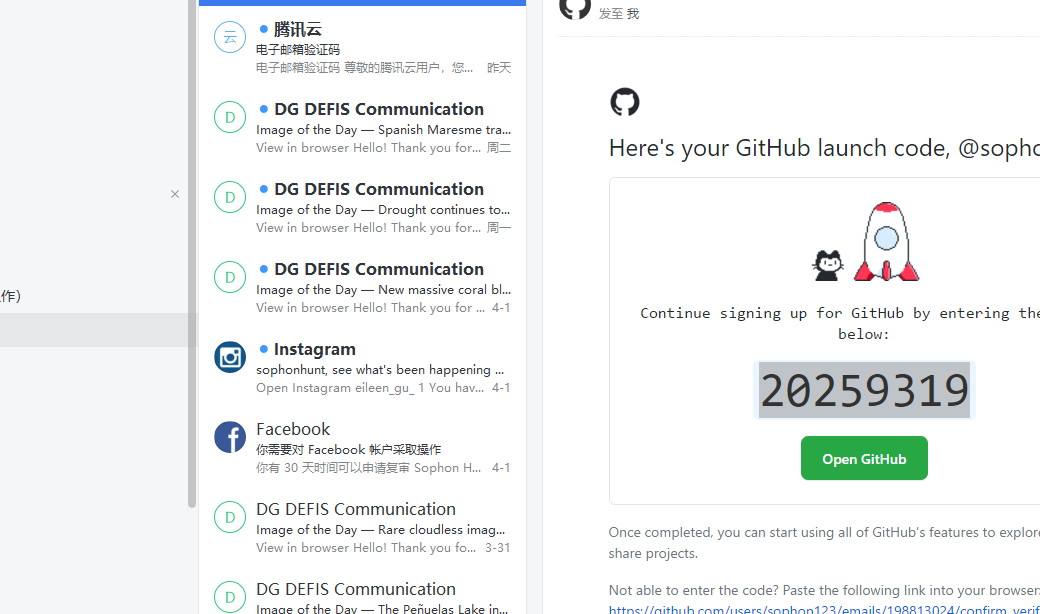 作）
云
腾讯云
电子邮箱验证码
电子邮箱验证码 尊敬的腾讯云用户，您... 昨天
D
DG DEFIS Communication
Image of the Day — Spanish Maresme tra...
View in browser Hello! Thank you for... 周二
D
DG DEFIS Communication
Image of the Day — Drought continues to...
View in browser Hello! Thank you for... 周一
D
DG DEFIS Communication
Image of the Day — New massive coral bl...
View in browser Hello! Thank you for ... 4-1
Instagram
sophonhunt, see what's been happening ...
Open Instagram eileen_gu_ 1 You hav... 4-1
Facebook
你需要对 Facebook 帐户采取操作
你有 30 天时间可以申请复审 Sophon H... 4-1
D
DG DEFIS Communication
Image of the Day — Rare cloudless imag...
View in browser Hello! Thank you fo... 3-31
D
DG DEFIS Communication
Image of the Day — The Peñuelas Lake in...
发至 我
Here's your GitHub launch code, @sopho
Continue signing up for GitHub by entering the
below:
20259319
Open GitHub
Once completed, you can start using all of GitHub's features to explore
share projects.
Not able to enter the code? Paste the following link into your browser:
https://github.com/users/sophon123/emails/198813024/confirm_verif